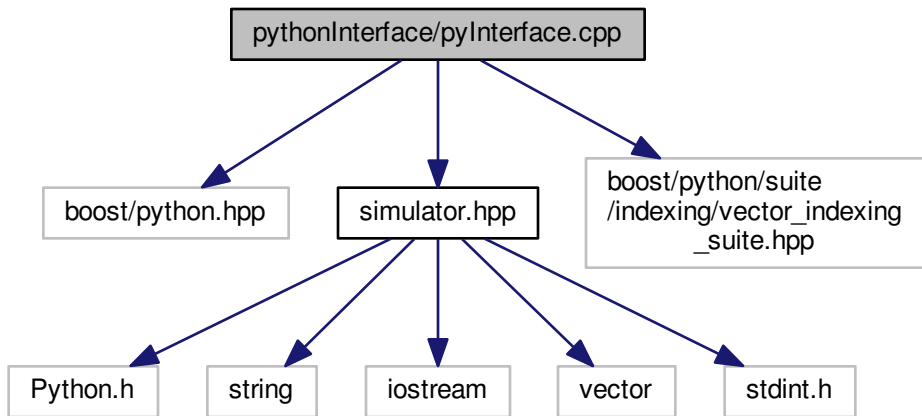 pythonInterface/pyInterface.cpp
boost/python.hpp
simulator.hpp
boost/python/suite
/indexing/vector_indexing
_suite.hpp
Python.h
string
iostream
vector
stdint.h